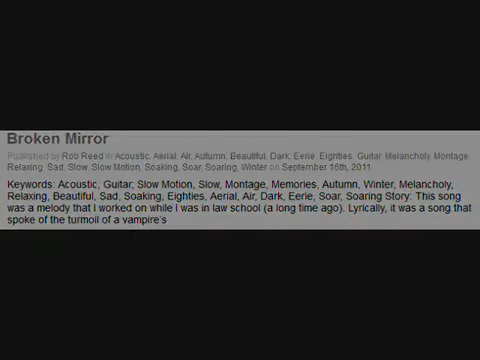 Broken Mirror
Published by Rob Reed in Acoustic, Aerial, Air, Autumn, Beautiful, Dark, Eerie, Eighties, Guitar, Melancholy, Montage,
Relaxing, Sad, Slow, Slow Motion, Soaking, Soar, Soaring, Winter on September 15th, 2011
Keywords: Acoustic, Guitar, Slow Motion, Slow, Montage, Memories, Autumn, Winter, Melancholy,
Relaxing, Beautiful, Sad, Soaking, Eighties, Aerial, Air, Dark, Eerie, Soar, Soaring Story: This song
was a melody that I worked on while I was in law school (a long time ago). Lyrically, it was a song that
spoke of the turmoil of a vampire's